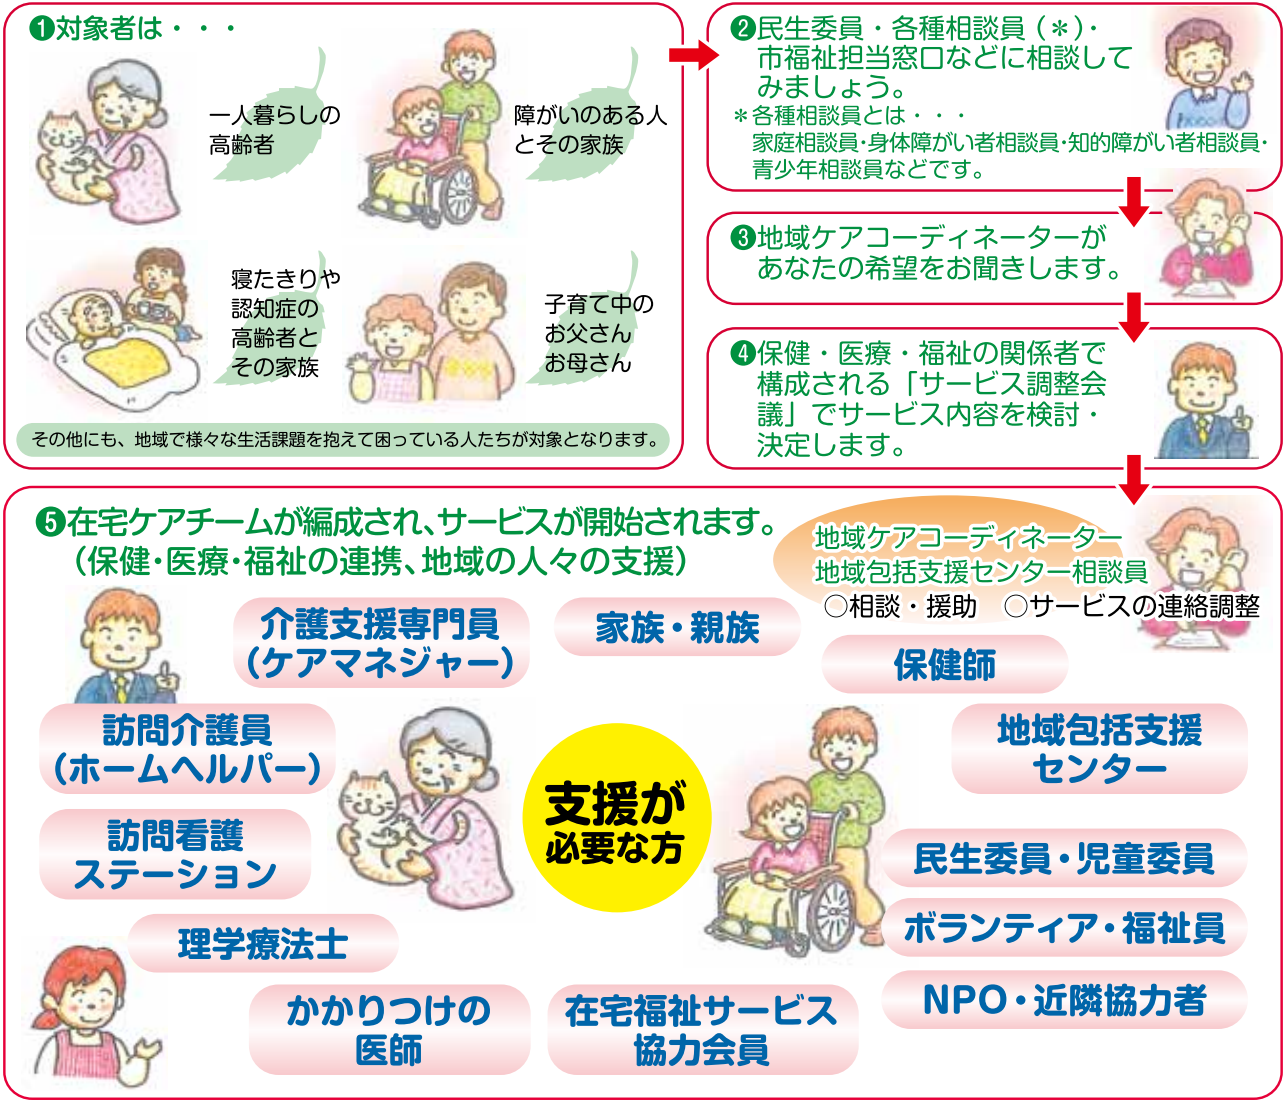 ❶対象者は・・・
一人暮らしの
高齢者
障がいのある人
とその家族
寝たきりや
認知症の
高齢者と
その家族
子育て中の
お父さん
お母さん
その他にも、地域で様々な生活課題を抱えて困っている人たちが対象となります。
❷民生委員・各種相談員（＊）・
市福祉担当窓口などに相談して
みましょう。
＊各種相談員とは・・・
家庭相談員・身体障がい者相談員・知的障がい者相談員・
青少年相談員などです。
❸地域ケアコーディネーターが
あなたの希望をお聞きします。
❹保健・医療・福祉の関係者で
構成される「サービス調整会
議」でサービス内容を検討・
決定します。
❺在宅ケアチームが編成され、サービスが開始されます。
（保健・医療・福祉の連携、地域の人々の支援）
地域ケアコーディネーター
地域包括支援センター相談員
○相談・援助　○サービスの連絡調整
介護支援専門員
（ケアマネジャー）
家族・親族
保健師
訪問介護員
（ホームヘルパー）
地域包括支援
センター
支援が
必要な方
訪問看護
ステーション
民生委員・児童委員
ボランティア・福祉員
理学療法士
NPO・近隣協力者
かかりつけの
医師
在宅福祉サービス
協力会員